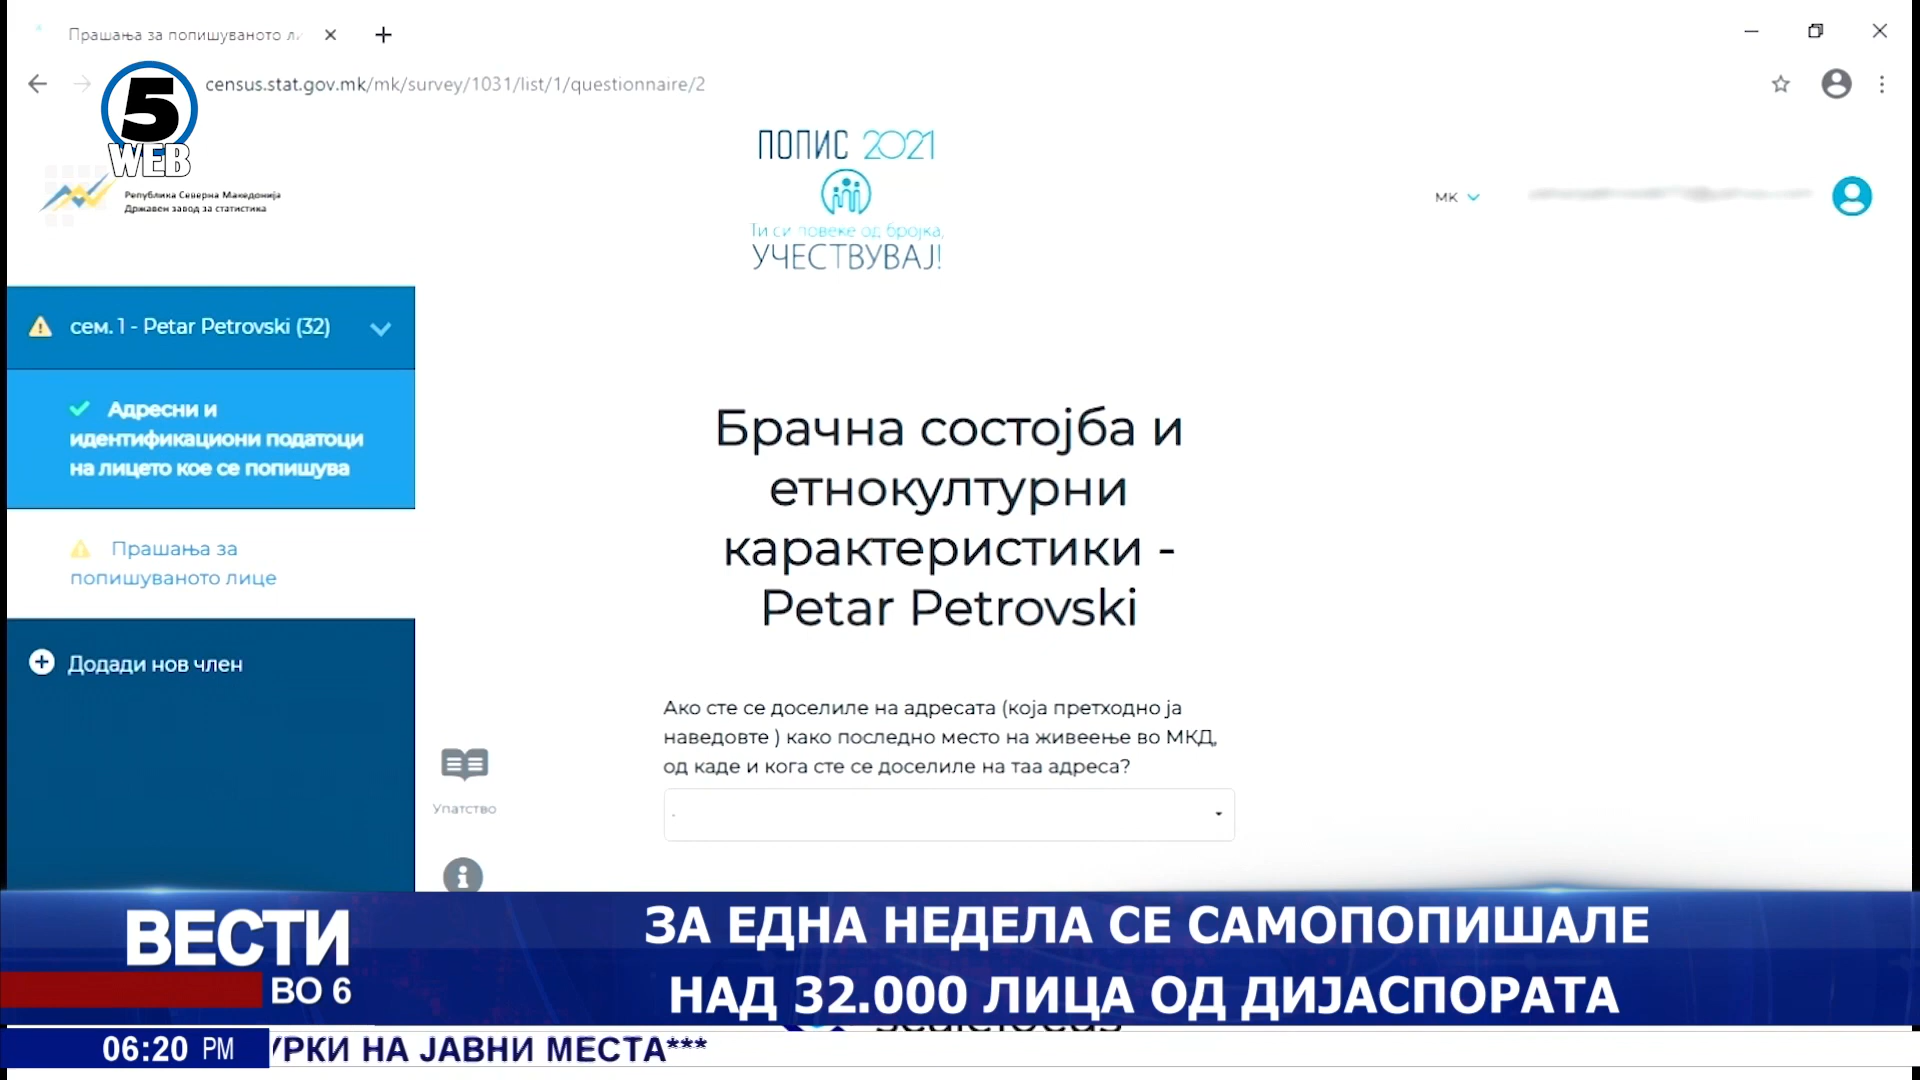 Прашања за попишуваното
census.stat.gov.mk/mk/survey/1031/list/1/questionnaire/2
5
WEB
Република Северна Македонија
Државен завод за статистика
ПОПИС 2021
Ти си повеќе од бројка,
УЧЕСТВУВАЈ!
МК
сем. 1 - Petar Petrovski (32)
Адресни и
идентификациони податоци
на лицето кое се попишува
Прашања за
попишуваното лице
Додади нов член
Брачна состојба и
етнокултурни
карактеристики -
Petar Petrovski
Ако сте се доселиле на адресата (која претходно ја
наведовте ) како последно место на живеење во МКД,
од каде и кога сте се доселиле на таа адреса?
Упатство
ВЕСТИ
ВО 6
ЗА ЕДНА НЕДЕЛА СЕ САМОПОПИШАЛЕ
НАД 32.000 ЛИЦА ОД ДИЈАСПОРАТА
06:20 PM
УРКИ НА ЈАВНИ МЕСТА***